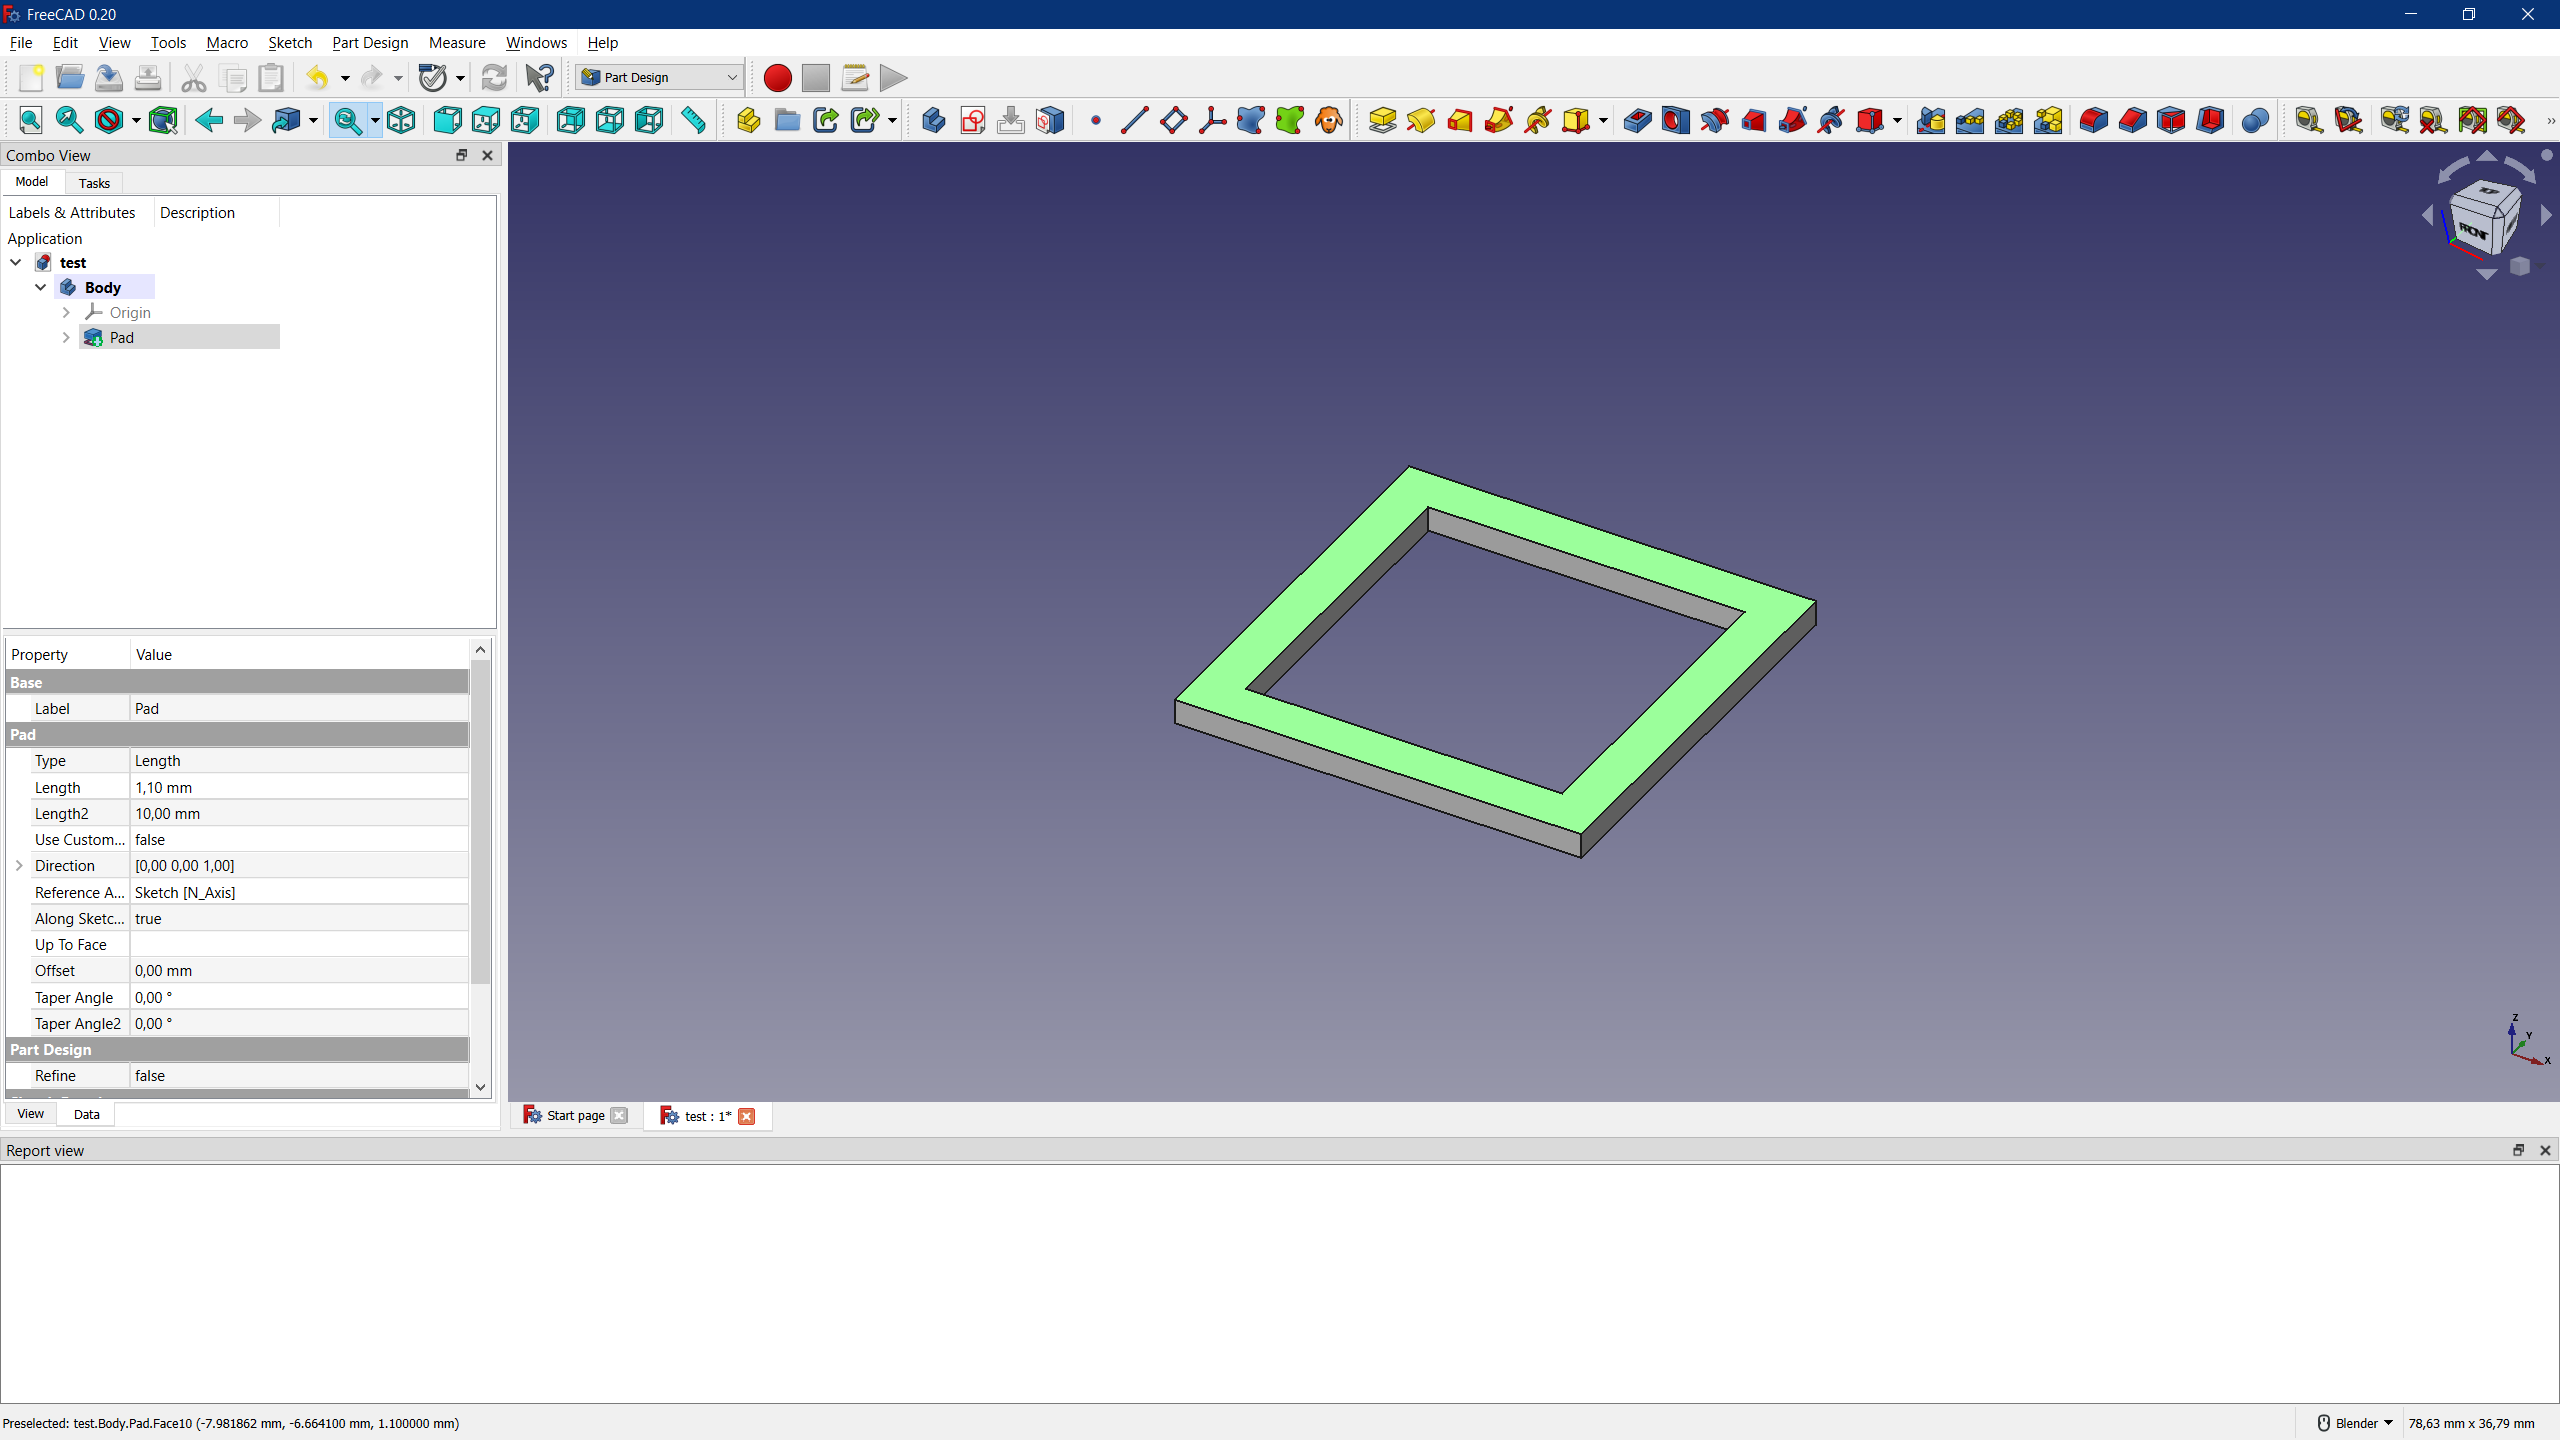 FreeCAD 0.20
File Edit View Tools Macro Sketch Part Design Measure Windows Help
Part Design
Combo View
Model Tasks
Labels & Attributes Description
Application
test
Body
Origin
Pad
TOP
FRONT
Property Value
Base
Label Pad
Pad
Type Length
Length 1,10 mm
Length2 10,00 mm
Use Custom... false
Direction [0,00 0,00 1,00]
Reference A... Sketch [N_Axis]
Along Sketc... true
Up To Face
Offset 0,00 mm
Taper Angle 0,00 °
Taper Angle2 0,00 °
Part Design
Refine false
View Data
Z
Y
X
Start page test : 1*
Report view
Preselected: test.Body.Pad.Face10 (-7.981862 mm, -6.664100 mm, 1.100000 mm)
Blender 78,63 mm x 36,79 mm